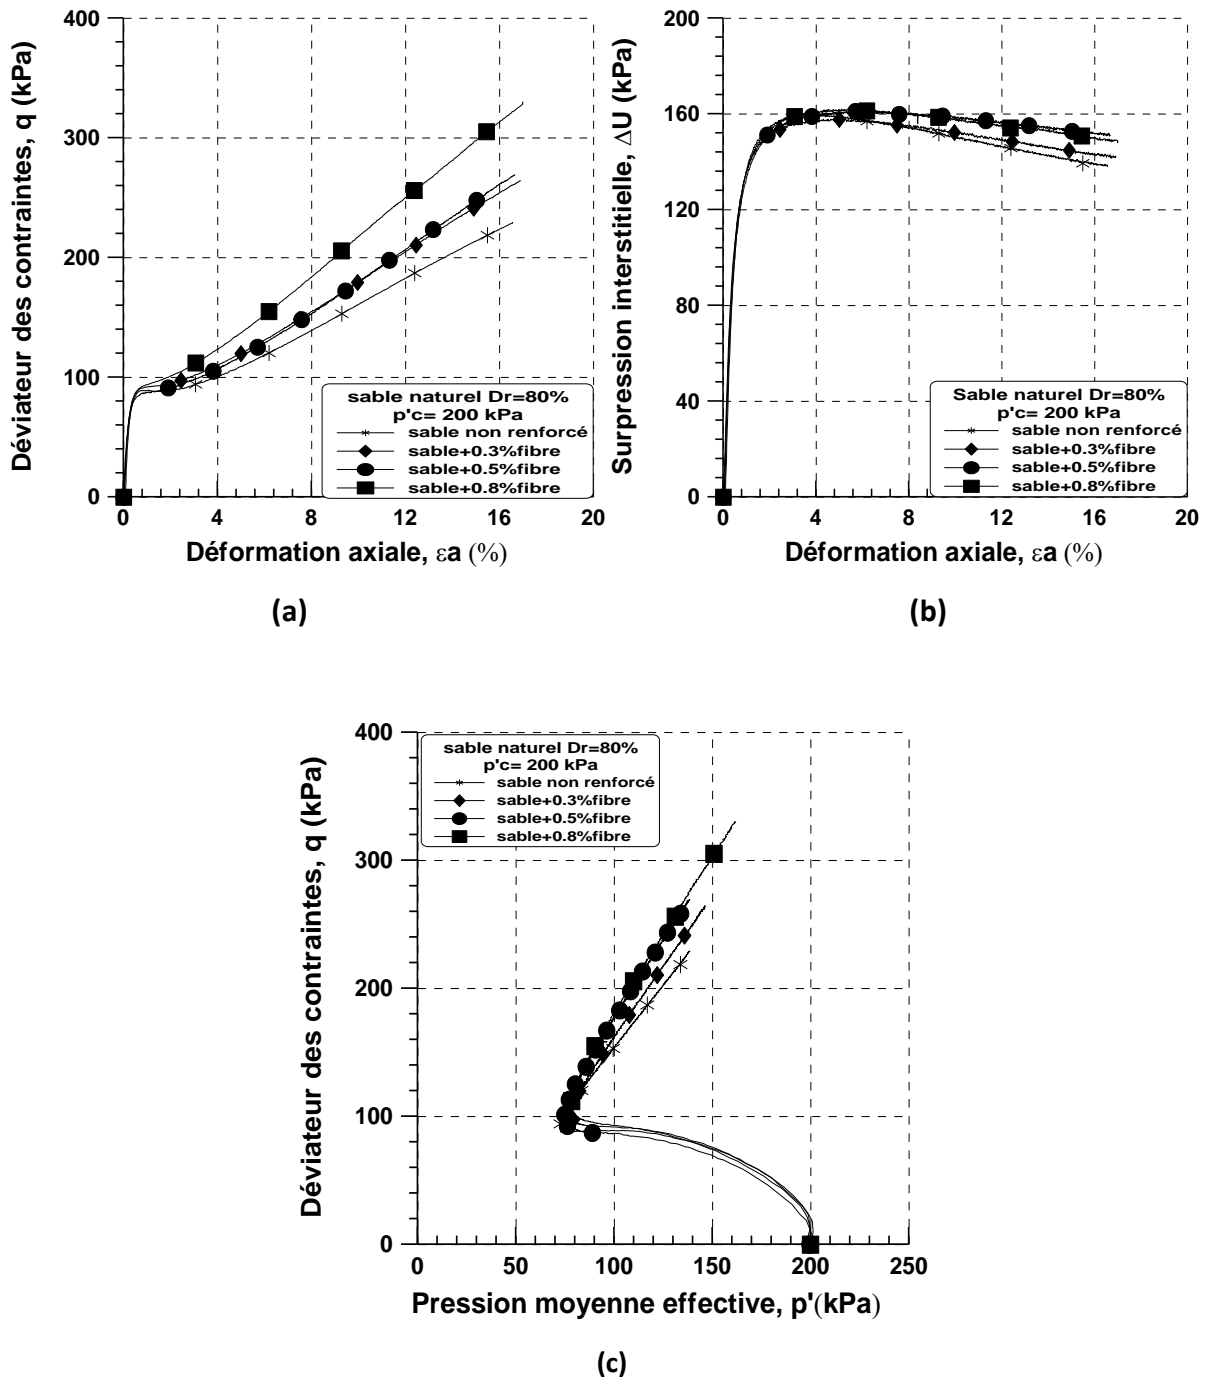 400
300
200
100
0
Déviateur des contraintes, q (kPa)
sable naturel Dr=80%
p'c= 200 kPa
sable non renforcé
sable+0.3%fibre
sable+0.5%fibre
sable+0.8%fibre
0 4 8 12 16 20
Déformation axiale, εa (%)
(a)
200
160
120
80
40
0
Surpression interstitielle, ΔU (kPa)
Sable naturel Dr=80%
p'c= 200 kPa
sable non renforcé
sable+0.3%fibre
sable+0.5%fibre
sable+0.8%fibre
0 4 8 12 16 20
Déformation axiale, εa (%)
(b)
400
300
200
100
0
Déviateur des contraintes, q (kPa)
sable naturel Dr=80%
p'c= 200 kPa
sable non renforcé
sable+0.3%fibre
sable+0.5%fibre
sable+0.8%fibre
0 50 100 150 200 250
Pression moyenne effective, p'(kPa)
(c)